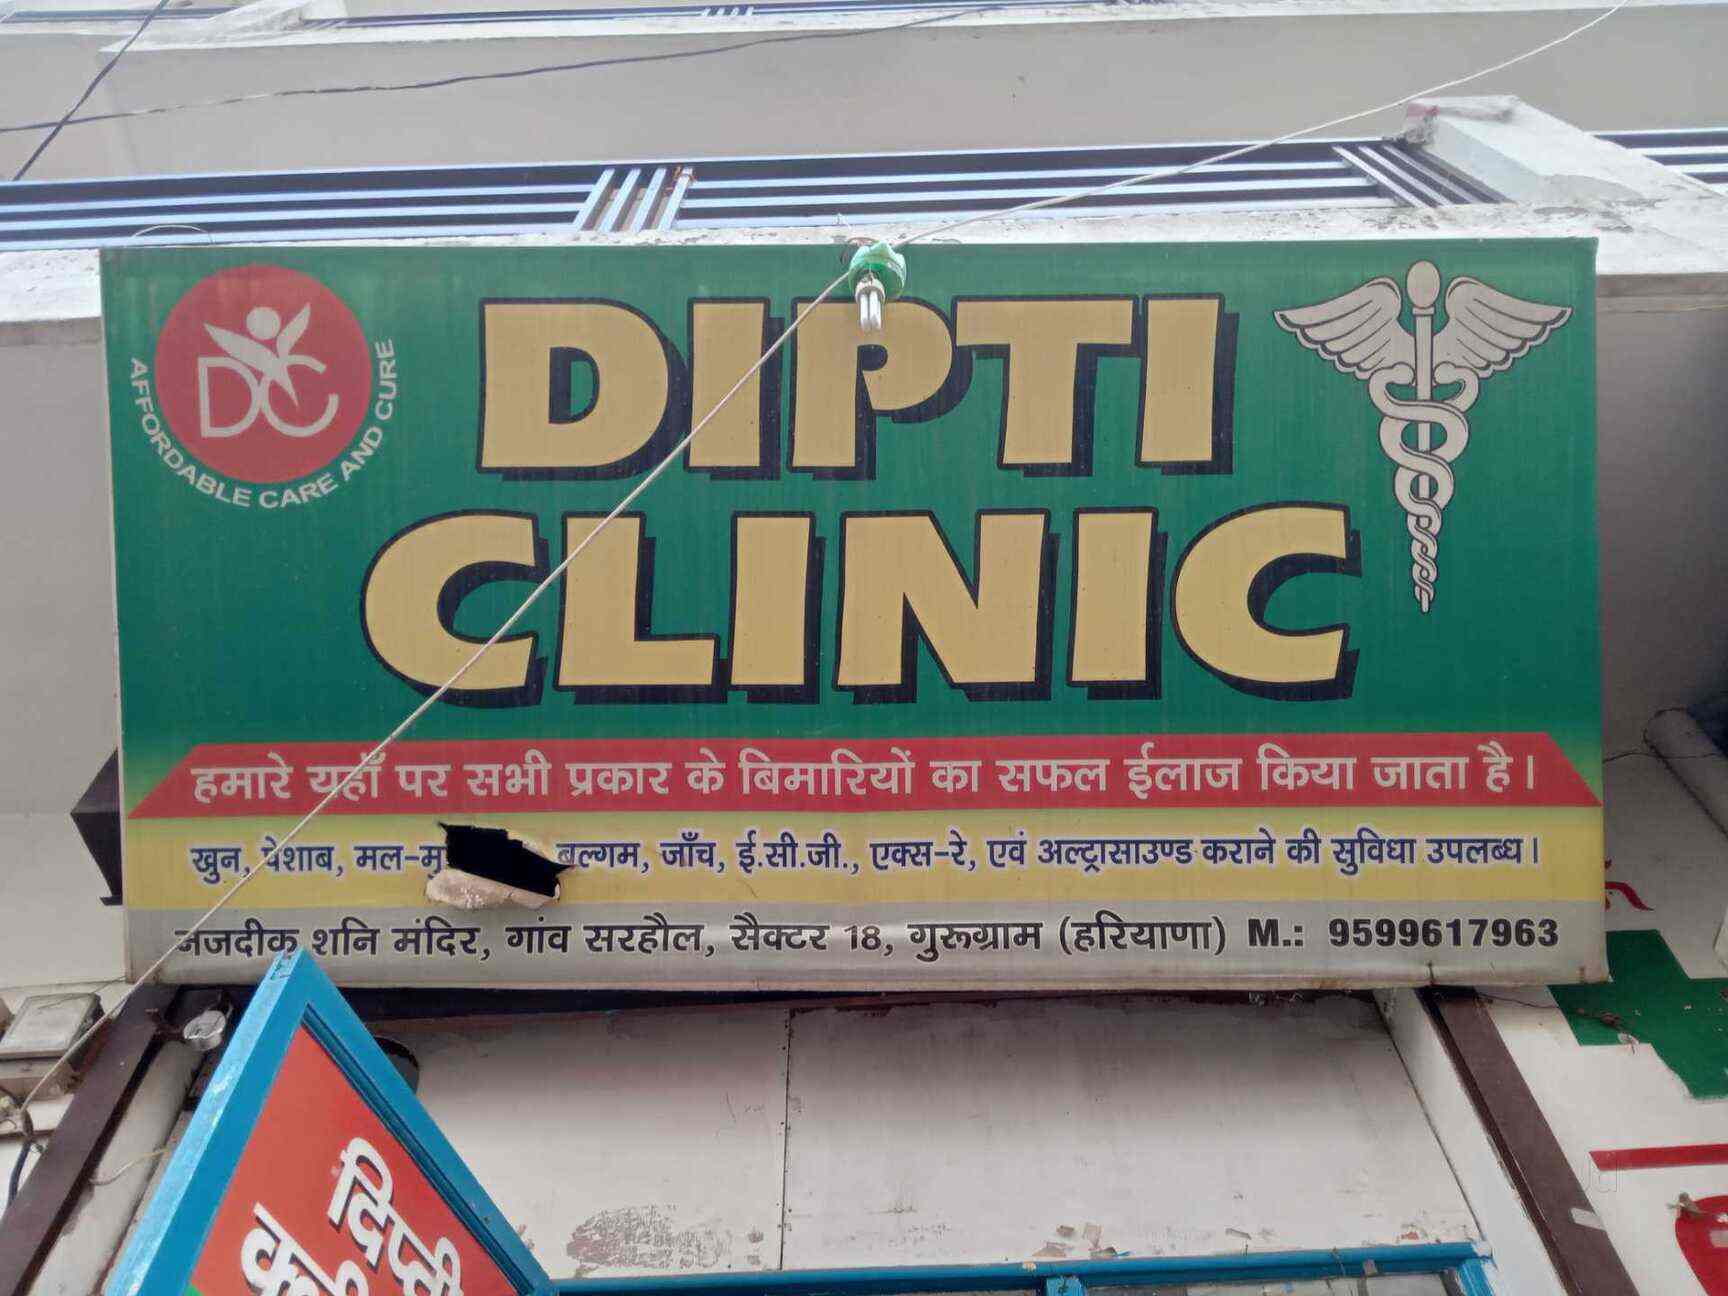 DC
AFFORDABLE CARE AND CURE
DIPTI
CLINIC
हमारे यहाँ पर सभी प्रकार के बिमारियों का सफल ईलाज किया जाता है।
खुन, पेशाब, मल-मु बल्गम, जाँच, ई.सी.जी., एक्स-रे, एवं अल्ट्रासाउण्ड कराने की सुविधा उपलब्ध।
नजदीक शनि मंदिर, गांव सरहौल, सैक्टर 18, गुरूग्राम (हरियाणा) M.: 9599617963
दिप्ती